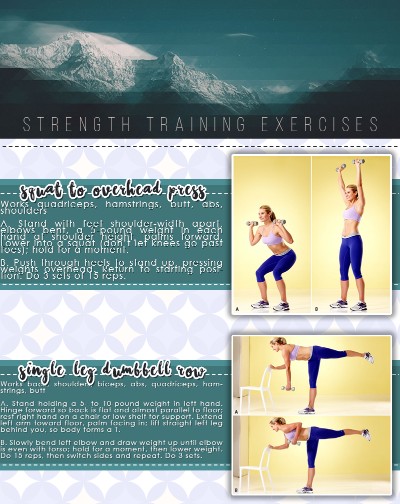 STRENGTH TRAINING EXERCISES
squat to overhead press
Works quadriceps, hamstrings, butt, abs,
shoulders
A. Stand with feet shoulder-width apart,
elbows bent, a 5-pound weight in each
hand at shoulder height, palms forward.
Lower into a squat (don't let knees go past
toes); hold for a moment.
B. Push through heels to stand up, pressing
weights overhead. Return to starting posi-
tion. Do 3 sets of 15 reps.
A
B
single leg dumbbell row
Works back, shoulders, biceps, abs, quadriceps, ham-
strings, butt
A. Stand holding a 5- to 10 pound weight in left hand.
Hinge forward so back is flat and almost parallel to floor;
rest right hand on a chair or low shelf for support. Extend
left arm toward floor, palm facing in; lift straight left leg
behind you, so body forms a T.
B. Slowly bend left elbow and draw weight up until elbow
is even with torso; hold for a moment, then lower weight.
Do 15 reps, then switch sides and repeat. Do 3 sets.
A
B